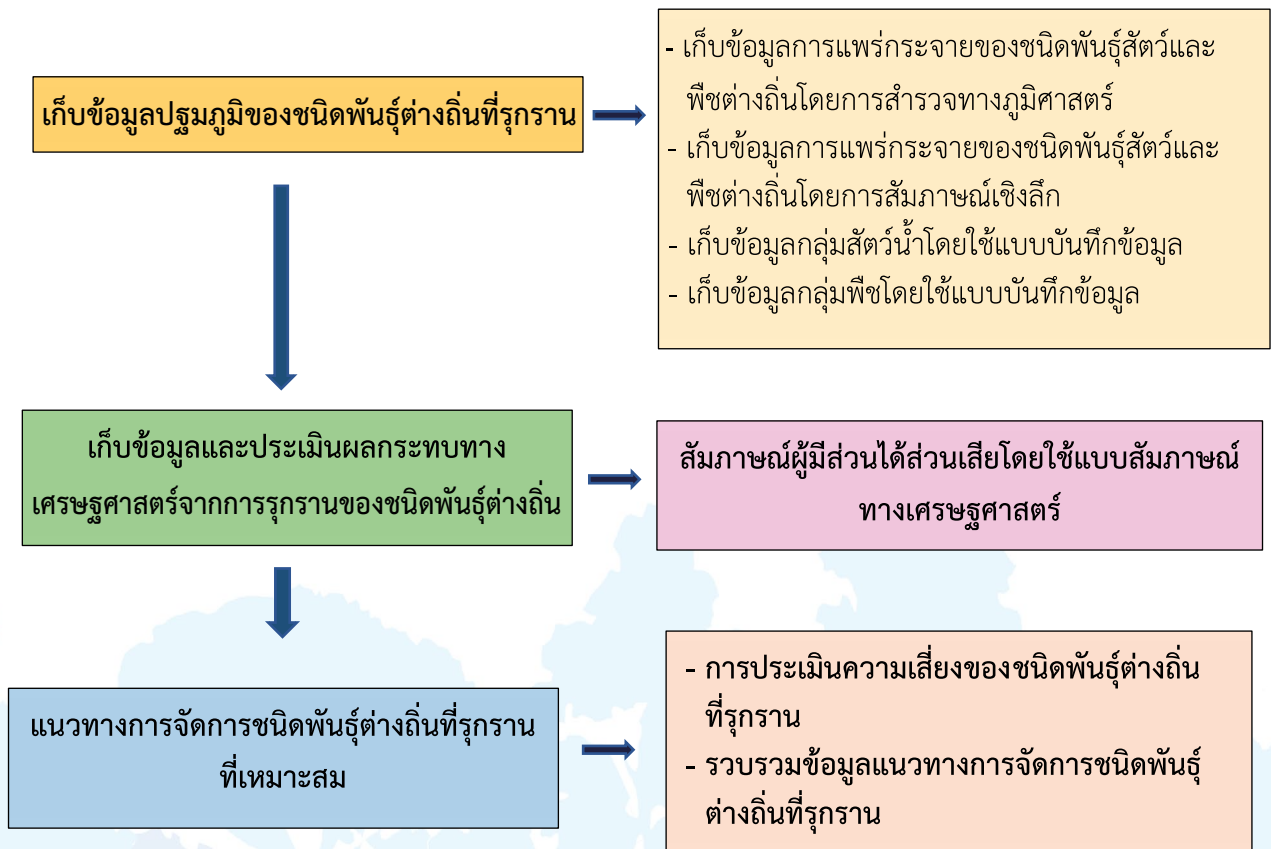 เก็บข้อมูลปฐมภูมิของชนิดพันธุ์ต่างถิ่นที่รุกราน
- เก็บข้อมูลการแพร่กระจายของชนิดพันธุ์สัตว์และ
พืชต่างถิ่นโดยการสำรวจทางภูมิศาสตร์
- เก็บข้อมูลการแพร่กระจายของชนิดพันธุ์สัตว์และ
พืชต่างถิ่นโดยการสัมภาษณ์เชิงลึก
- เก็บข้อมูลกลุ่มสัตว์น้ำโดยใช้แบบบันทึกข้อมูล
- เก็บข้อมูลกลุ่มพืชโดยใช้แบบบันทึกข้อมูล
เก็บข้อมูลและประเมินผลกระทบทาง
เศรษฐศาสตร์จากการรุกรานของชนิดพันธุ์ต่างถิ่น
สัมภาษณ์ผู้มีส่วนได้ส่วนเสียโดยใช้แบบสัมภาษณ์
ทางเศรษฐศาสตร์
แนวทางการจัดการชนิดพันธุ์ต่างถิ่นที่รุกราน
ที่เหมาะสม
- การประเมินความเสี่ยงของชนิดพันธุ์ต่างถิ่น
ที่รุกราน
- รวบรวมข้อมูลแนวทางการจัดการชนิดพันธุ์
ต่างถิ่นที่รุกราน